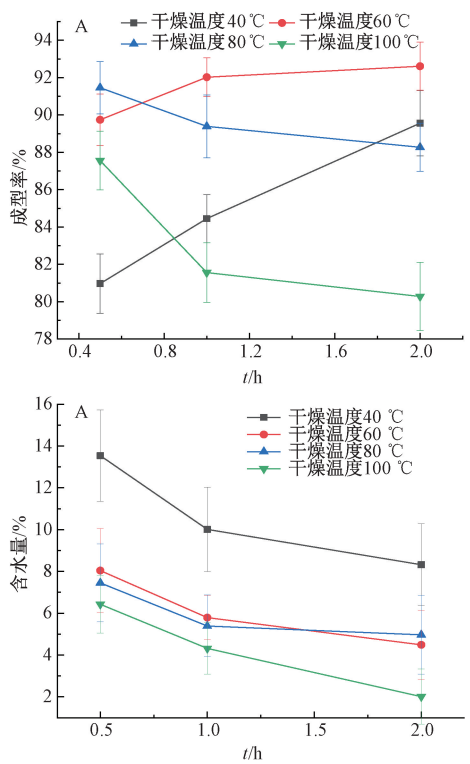 A
干燥温度40℃ 干燥温度60℃
干燥温度80℃ 干燥温度100℃
94
92
90
88
86
84
82
80
78
成型率/%
0.4 0.8 1.2 1.6 2.0
t/h
A
干燥温度40 ℃
干燥温度60 ℃
干燥温度80 ℃
干燥温度100 ℃
16
14
12
10
8
6
4
2
含水量/%
0.5 1.0 1.5 2.0
t/h